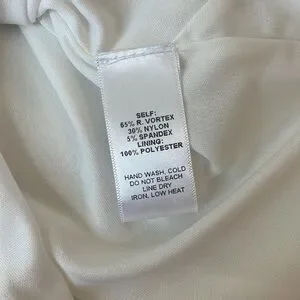 SELF:
65% R. VORTEX
30% NYLON
5% SPANDEX
LINING:
100% POLYESTER
HAND WASH, COLD
DO NOT BLEACH
LINE DRY
IRON, LOW HEAT